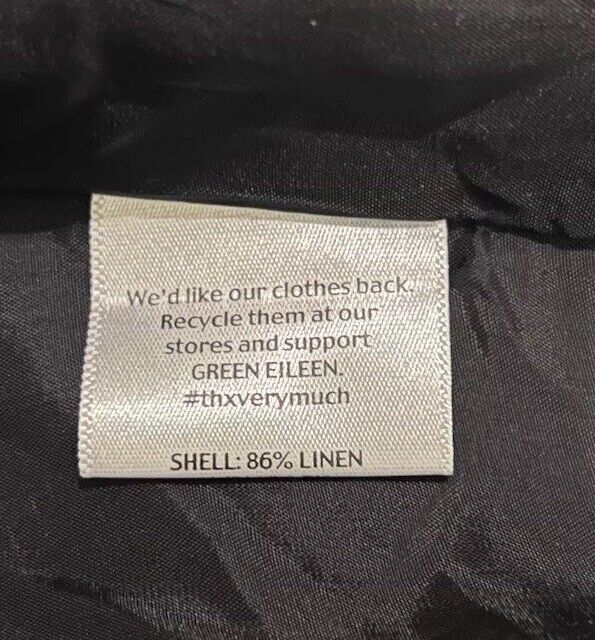 We'd like our clothes back.
Recycle them at our
stores and support
GREEN EILEEN.
#thxverymuch
SHELL: 86% LINEN